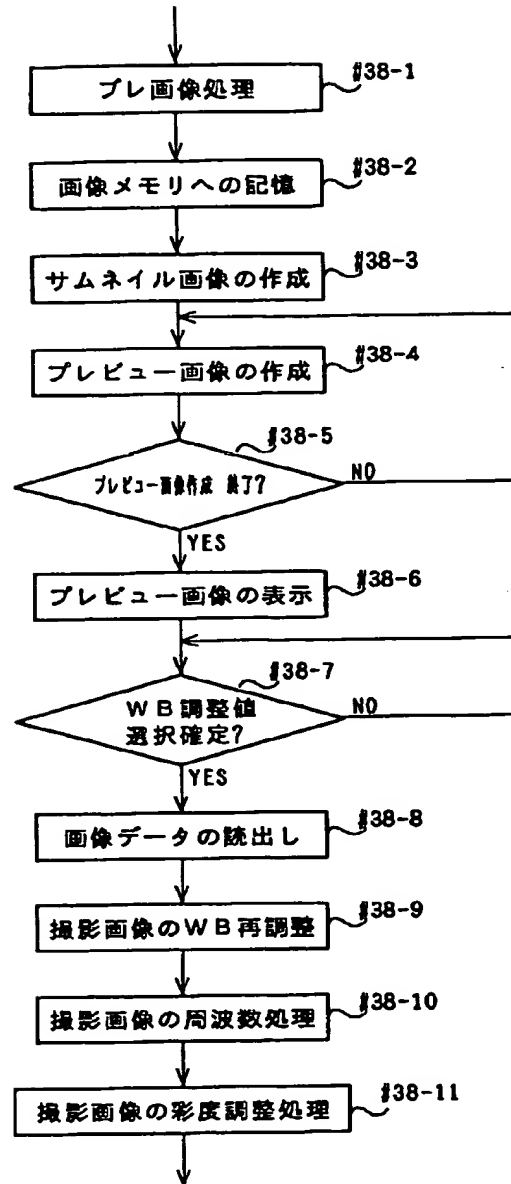 プレ画像処理
#38-1
画像メモリへの記憶
#38-2
サムネイル画像の作成
#38-3
プレビュー画像の作成
#38-4
#38-5
プレビュー画像作成 終了?
NO
YES
プレビュー画像の表示
#38-6
#38-7
WB調整値
選択確定?
NO
YES
画像データの読出し
#38-8
撮影画像のWB再調整
#38-9
撮影画像の周波数処理
#38-10
撮影画像の彩度調整処理
#38-11